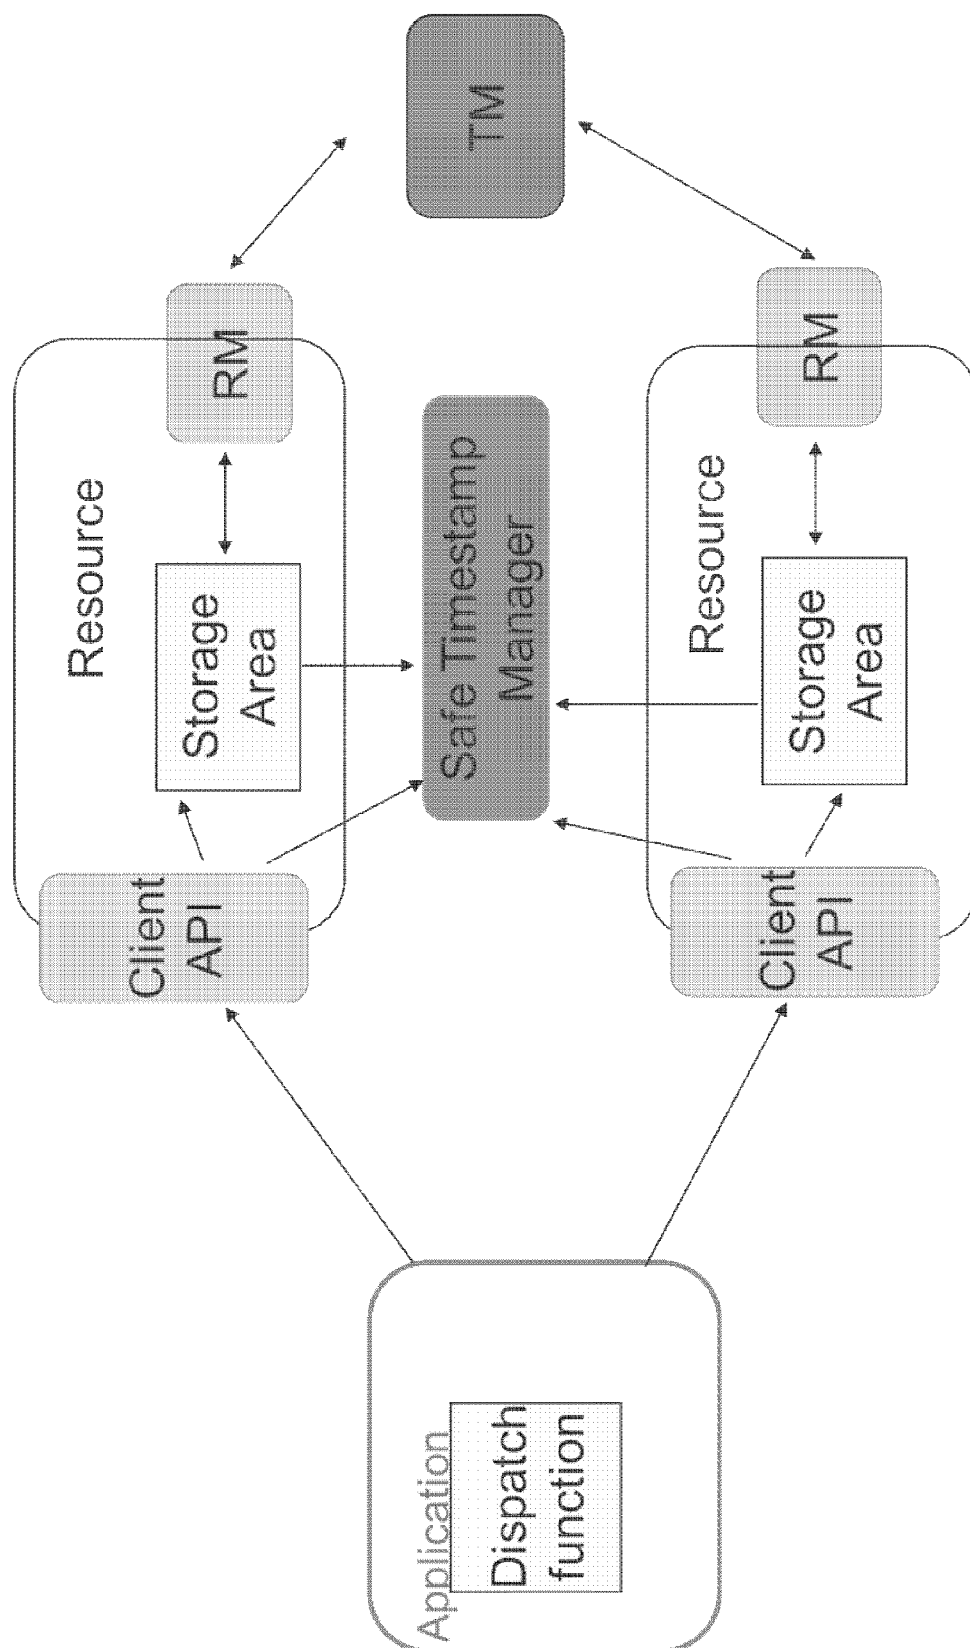 Application
Dispatch
function
Client
API
Resource
Storage
Area
RM
Safe Timestamp
Manager
TM
Client
API
Resource
Storage
Area
RM